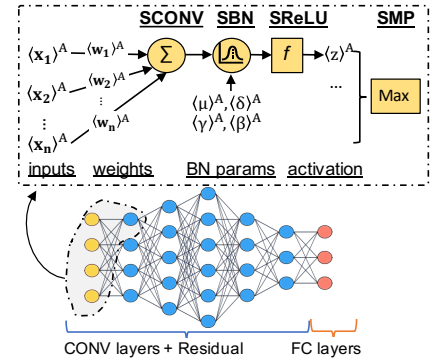 SCONV SBN SReLU SMP
⟨x₁⟩ᴬ ⟨w₁⟩ᴬ Σ f ⟨z⟩ᴬ
⟨x₂⟩ᴬ ⟨w₂⟩ᴬ
... ... Max
⟨wₙ⟩ᴬ ⟨μ⟩ᴬ,⟨δ⟩ᴬ
⟨xₙ⟩ᴬ ⟨γ⟩ᴬ,⟨β⟩ᴬ
inputs weights BN params activation
CONV layers + Residual FC layers